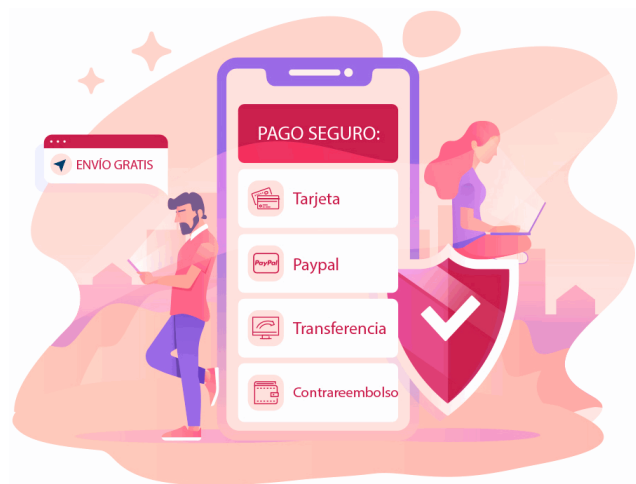 PAGO SEGURO:
ENVÍO GRATIS
Tarjeta
PayPal
Paypal
Transferencia
Contrareembolso